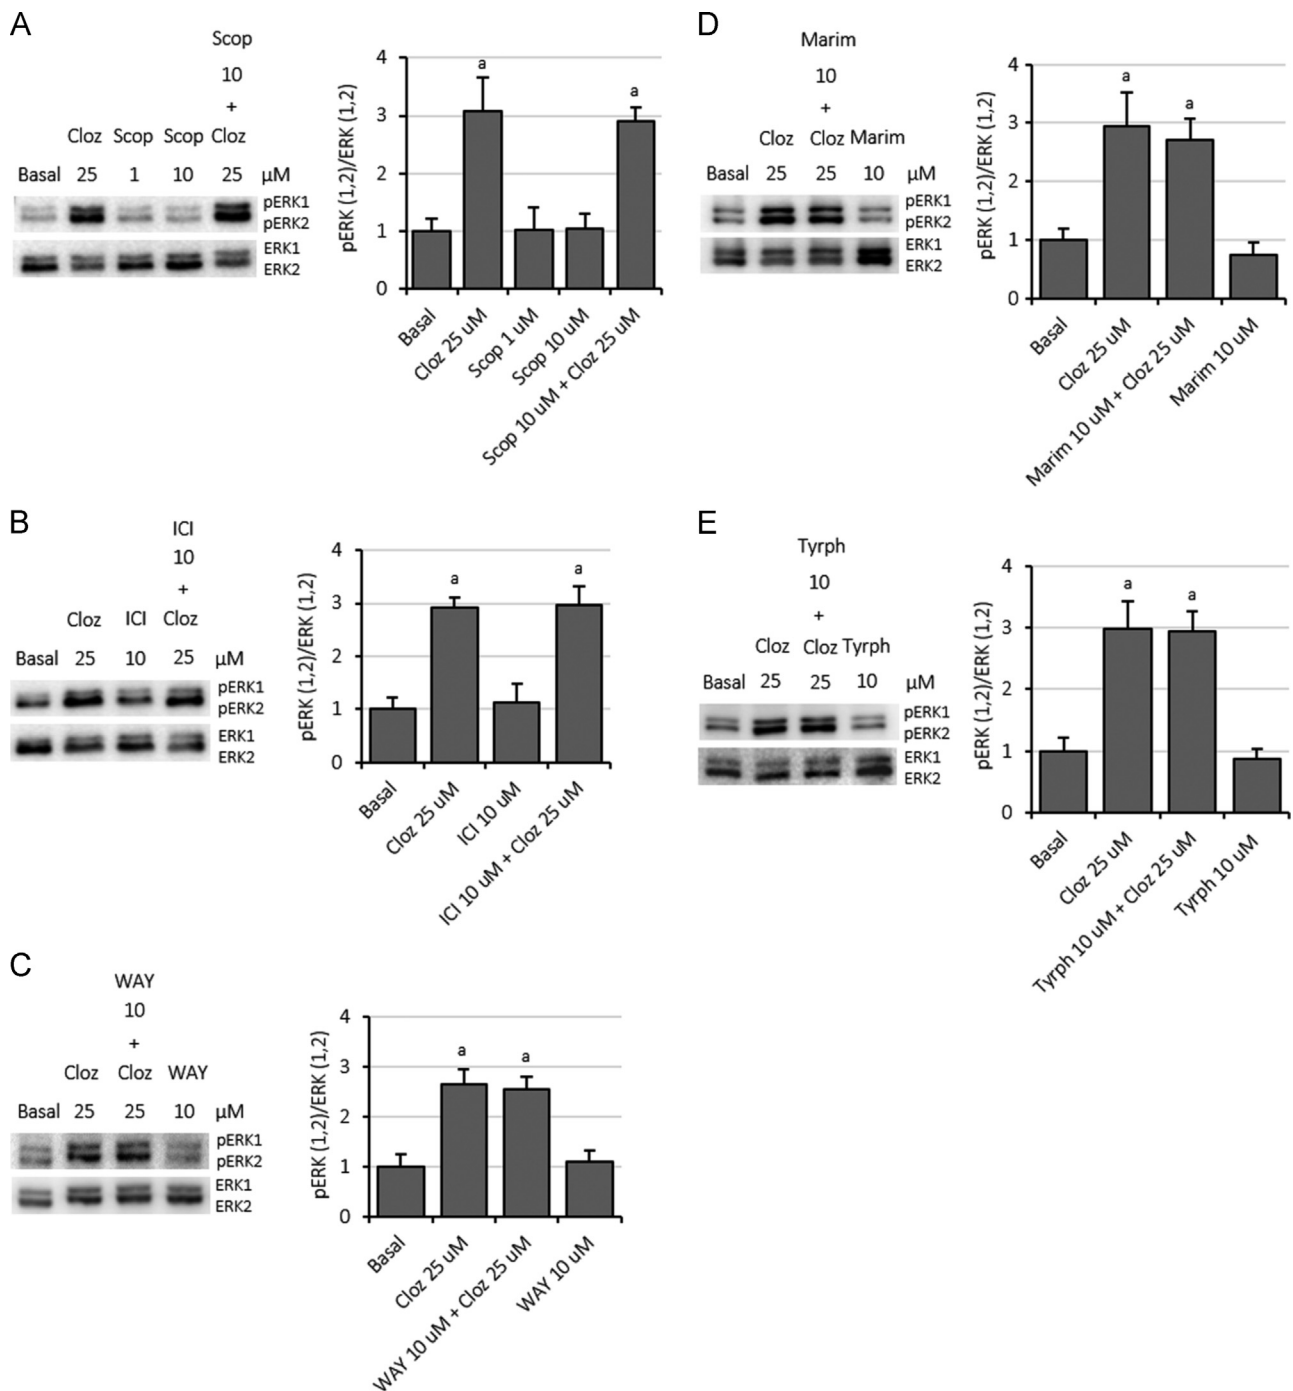 A
Scop
10
+
Cloz Scop Scop Cloz
Basal 25 1 10 25 μM
pERK1
pERK2
ERK1
ERK2
pERK (1,2)/ERK (1,2)
4
3
2
1
0
a
a
Basal
Cloz 25 uM
Scop 1 uM
Scop 10 uM
Scop 10 uM + Cloz 25 uM
B
ICI
10
+
Cloz ICI Cloz
Basal 25 10 25 μM
pERK1
pERK2
ERK1
ERK2
pERK (1,2)/ERK (1,2)
4
3
2
1
0
a
a
Basal
Cloz 25 uM
ICI 10 uM
ICI 10 uM + Cloz 25 uM
C
WAY
10
+
Cloz Cloz WAY
Basal 25 25 10 μM
pERK1
pERK2
ERK1
ERK2
pERK (1,2)/ERK (1,2)
4
3
2
1
0
a
a
Basal
Cloz 25 uM
WAY 10 uM + Cloz 25 uM
WAY 10 uM
D
Marim
10
+
Cloz Cloz Marim
Basal 25 25 10 μM
pERK1
pERK2
ERK1
ERK2
pERK (1,2)/ERK (1,2)
4
3
2
1
0
a
a
Basal
Cloz 25 uM
Marim 10 uM + Cloz 25 uM
Marim 10 uM
E
Tyrph
10
+
Cloz Cloz Tyrph
Basal 25 25 10 μM
pERK1
pERK2
ERK1
ERK2
pERK (1,2)/ERK (1,2)
4
3
2
1
0
a
a
Basal
Cloz 25 uM
Tyrph 10 uM + Cloz 25 uM
Tyrph 10 uM